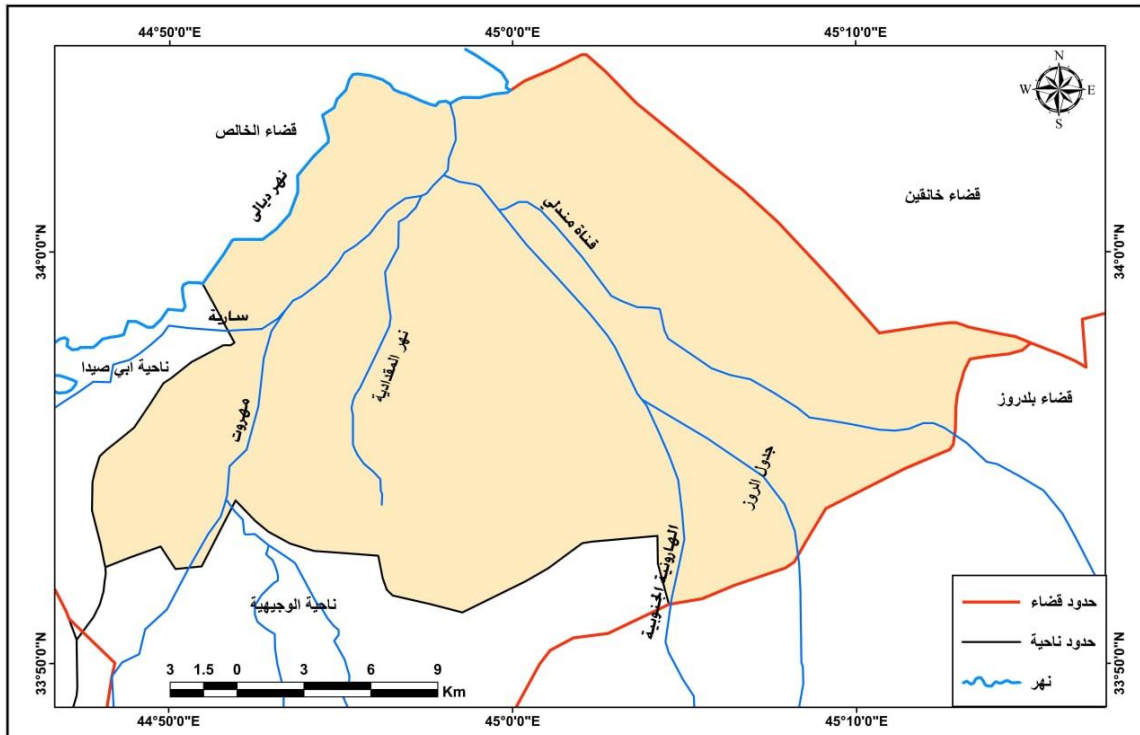 44°50'0"E
45°0'0"E
45°10'0"E
N
W
E
S
قضاء الخالص
نهر ديالى
قضاء خانقين
قناة مندلي
34°0'0"N
34°0'0"N
سارية
ناحية ابي صيدا
نهر المقدادية
قضاء بلدروز
مهروت
جدول الروز
الهارونية الجنوبية
ناحية الوجيهية
حدود قضاء
حدود ناحية
نهر
33°50'0"N
33°50'0"N
3 1.5 0 3 6 9
Km
44°50'0"E
45°0'0"E
45°10'0"E